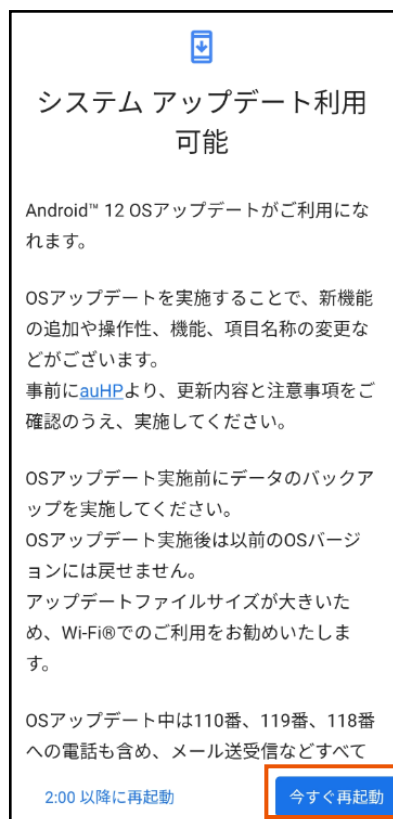 システム アップデート利用
可能
Android™ 12 OSアップデートがご利用にな
れます。
OSアップデートを実施することで、新機能
の追加や操作性、機能、項目名称の変更な
どがございます。
事前にauHPより、更新内容と注意事項をご
確認のうえ、実施してください。
OSアップデート実施前にデータのバックア
ップを実施してください。
OSアップデート実施後は以前のOSバージ
ョンには戻せません。
アップデートファイルサイズが大きいた
め、Wi-Fi®でのご利用をお勧めいたしま
す。
OSアップデート中は110番、119番、118番
への電話も含め、メール送受信などすべて
2:00 以降に再起動
今すぐ再起動